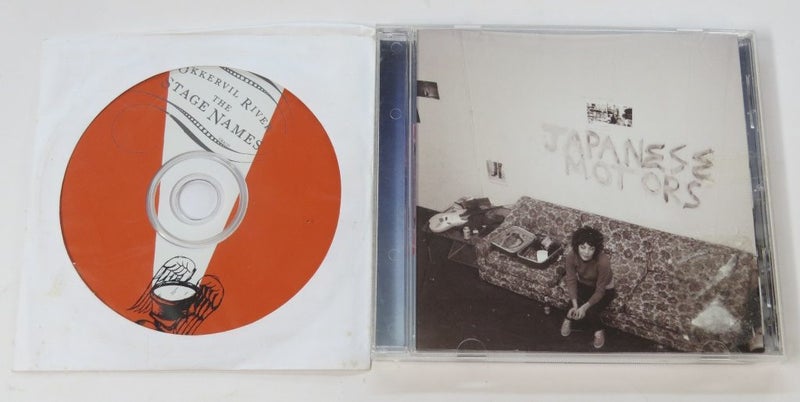 OKKERVIL RIVER
THE
STAGE NAMES
JAPANESE
MOTORS